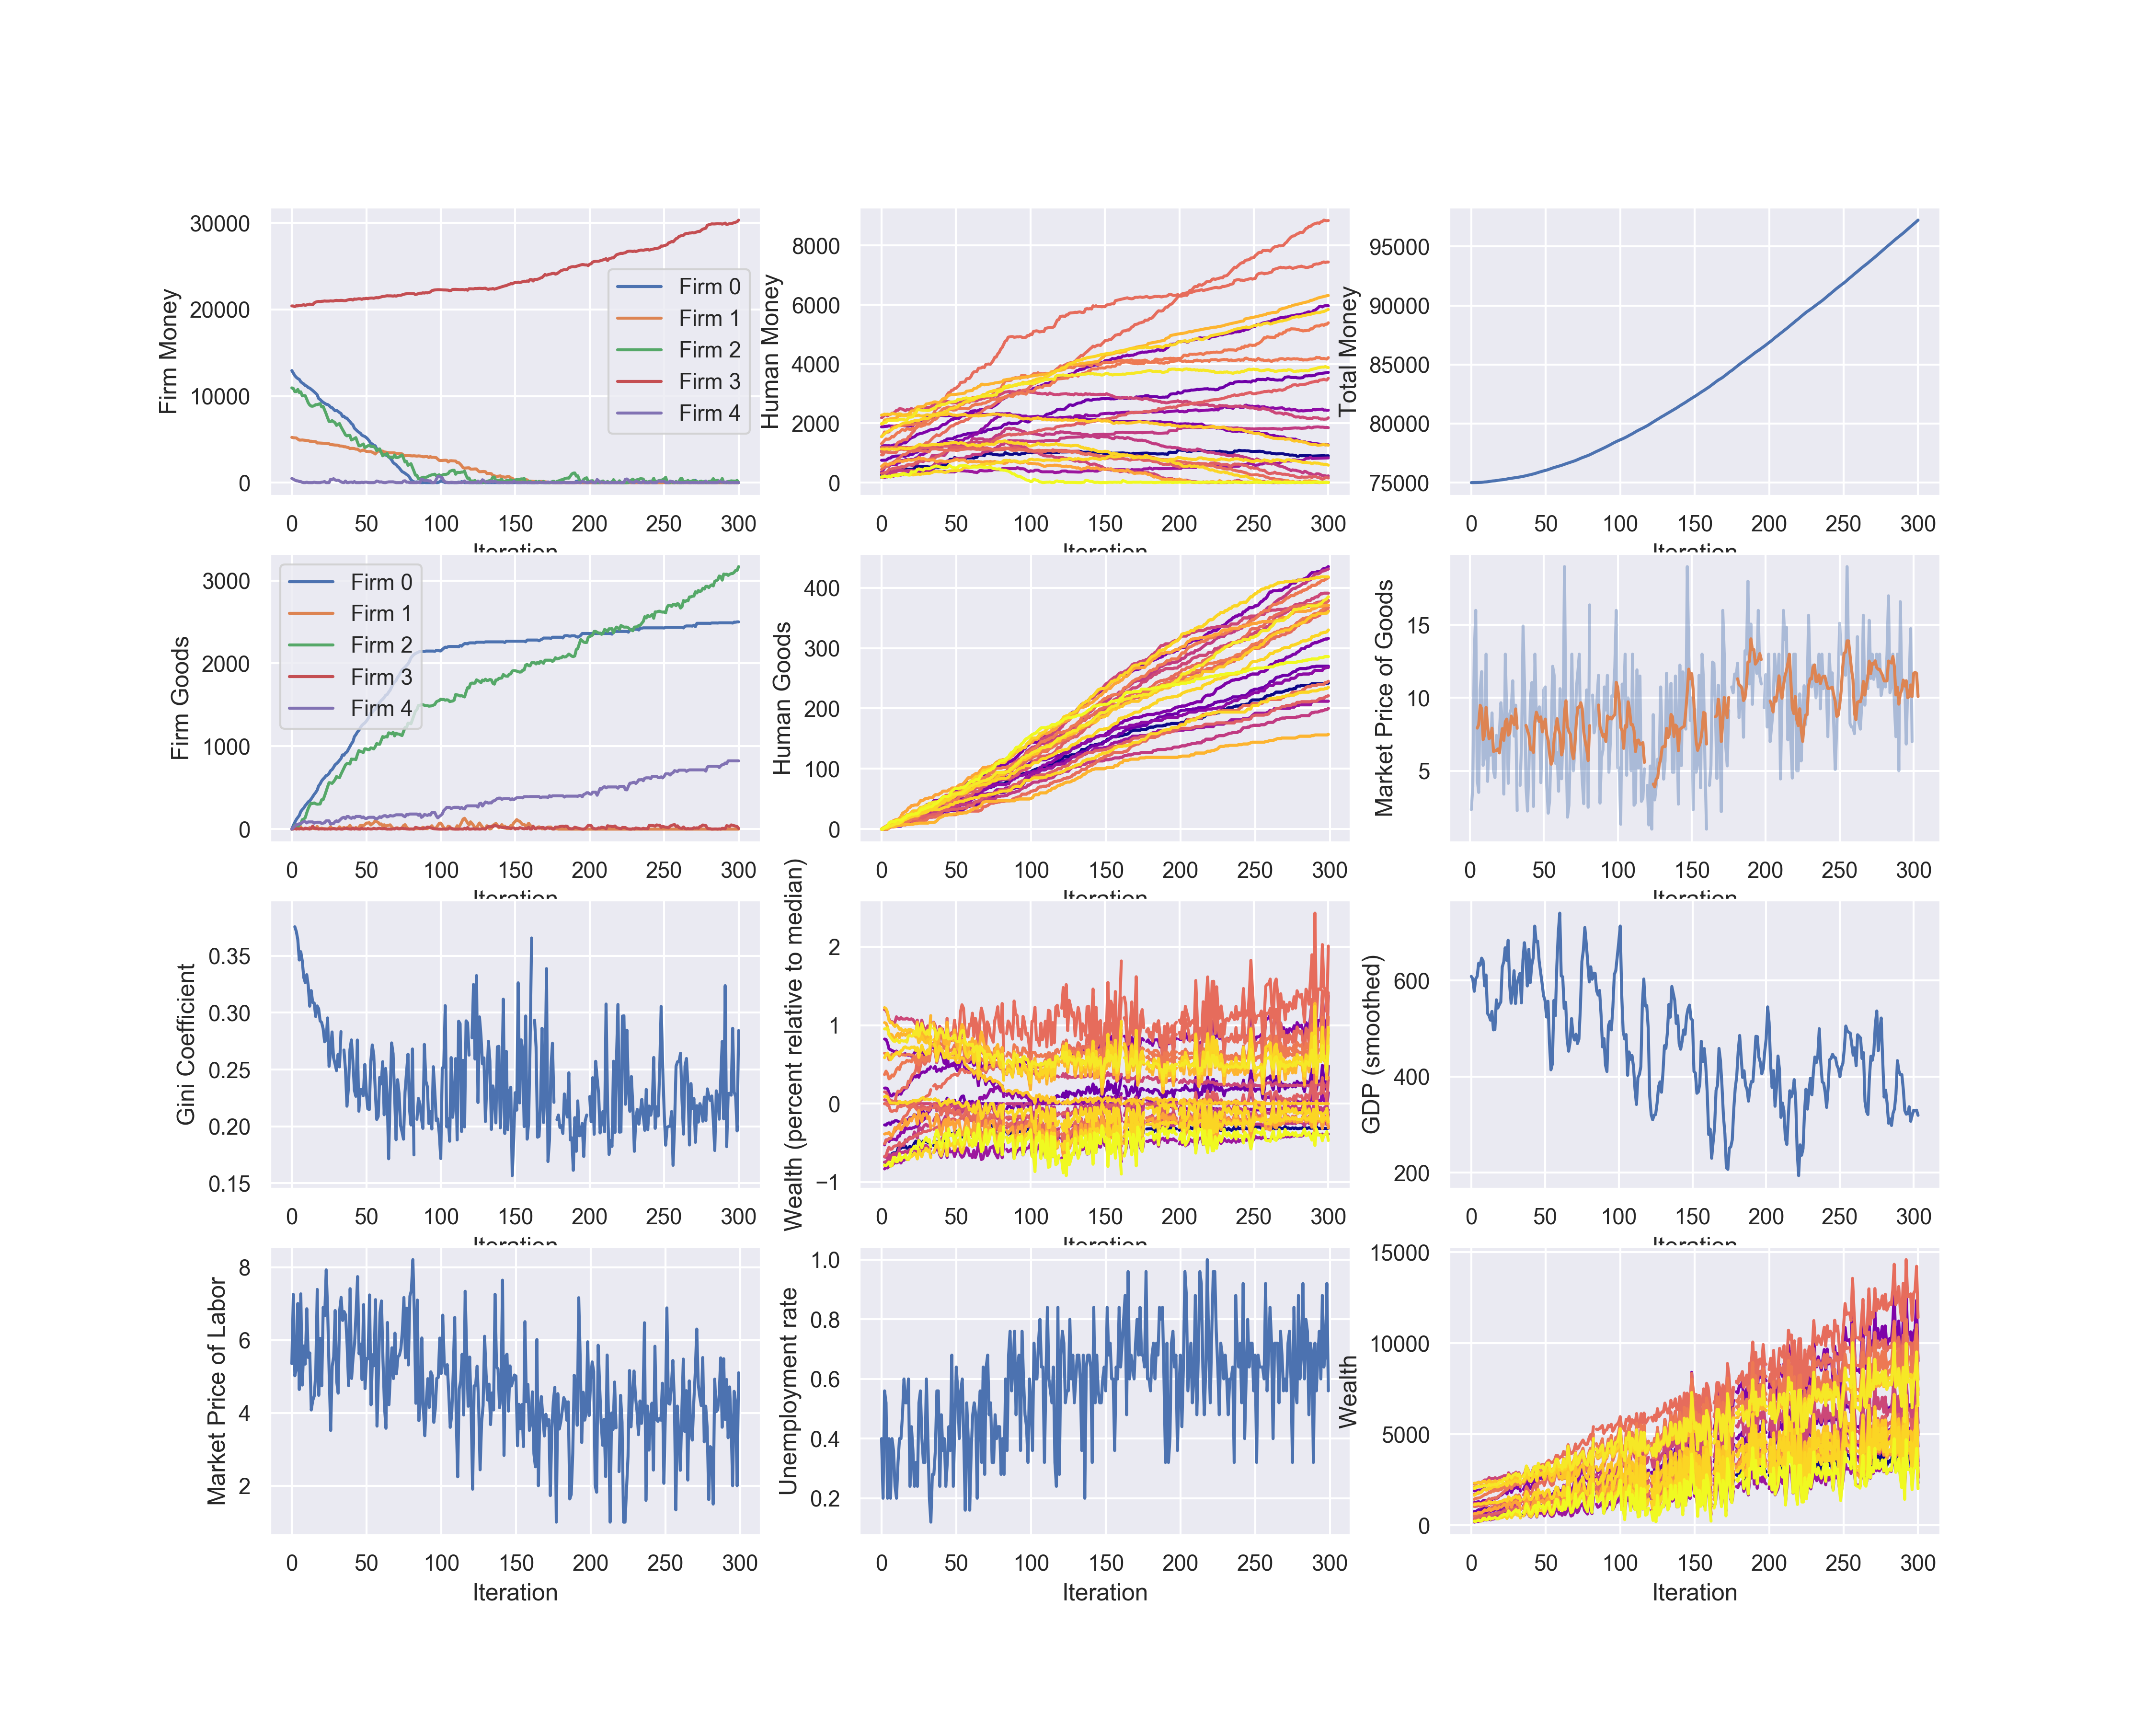 Firm Money
30000
20000
10000
0
Firm 0
Firm 1
Firm 2
Firm 3
Firm 4
0 50 100 150 200 250 300
Iteration
Human Money
8000
6000
4000
2000
0
0 50 100 150 200 250 300
Iteration
Total Money
95000
90000
85000
80000
75000
0 50 100 150 200 250 300
Iteration
Firm Goods
3000
2000
1000
0
Firm 0
Firm 1
Firm 2
Firm 3
Firm 4
0 50 100 150 200 250 300
Iteration
Human Goods
400
300
200
100
0
0 50 100 150 200 250 300
Iteration
Market Price of Goods
15
10
5
0 50 100 150 200 250 300
Iteration
Gini Coefficient
0.35
0.30
0.25
0.20
0.15
0 50 100 150 200 250 300
Iteration
Wealth (percent relative to median)
2
1
0
−1
0 50 100 150 200 250 300
Iteration
GDP (smoothed)
600
400
200
0 50 100 150 200 250 300
Iteration
Market Price of Labor
8
6
4
2
0 50 100 150 200 250 300
Iteration
Unemployment rate
1.0
0.8
0.6
0.4
0.2
0 50 100 150 200 250 300
Iteration
Wealth
15000
10000
5000
0
0 50 100 150 200 250 300
Iteration